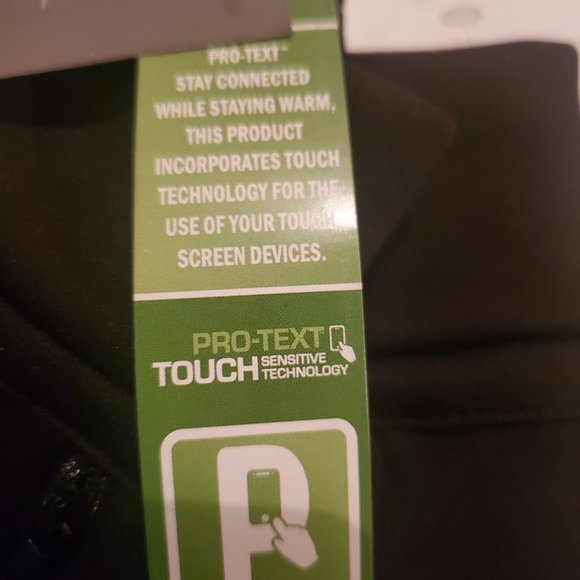 PRO-TEXT™
STAY CONNECTED
WHILE STAYING WARM,
THIS PRODUCT
INCORPORATES TOUCH
TECHNOLOGY FOR THE
USE OF YOUR TOUCH
SCREEN DEVICES.
PRO-TEXT
TOUCH SENSITIVE TECHNOLOGY
P